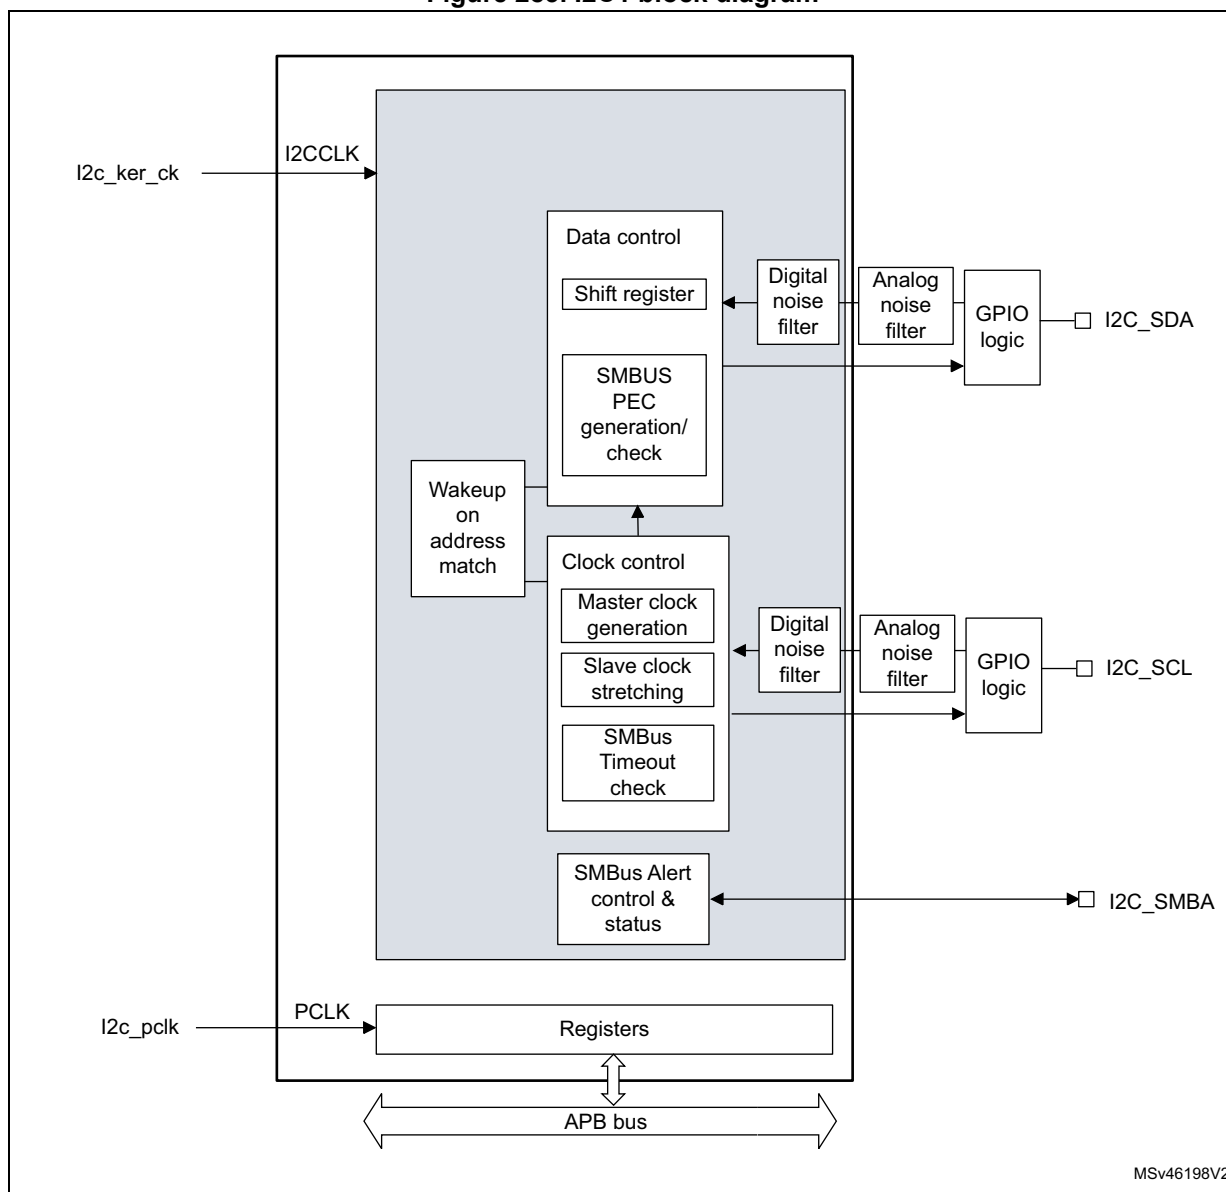 I2CCLK
I2c_ker_ck
Data control
Shift register
SMBUS
PEC
generation/
check
Digital
noise
filter
Analog
noise
filter
GPIO
logic
I2C_SDA
Wakeup
on
address
match
Clock control
Master clock
generation
Slave clock
stretching
SMBus
Timeout
check
Digital
noise
filter
Analog
noise
filter
GPIO
logic
I2C_SCL
SMBus Alert
control &
status
I2C_SMBA
PCLK
I2c_pclk
Registers
APB bus
MSv46198V2